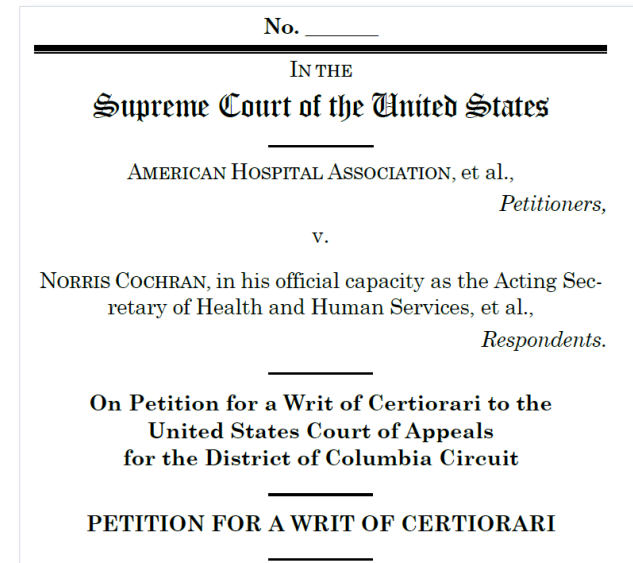 No. ______
IN THE
Supreme Court of the United States
AMERICAN HOSPITAL ASSOCIATION, et al.,
Petitioners,
v.
NORRIS COCHRAN, in his official capacity as the Acting Sec-
retary of Health and Human Services, et al.,
Respondents.
On Petition for a Writ of Certiorari to the
United States Court of Appeals
for the District of Columbia Circuit
PETITION FOR A WRIT OF CERTIORARI